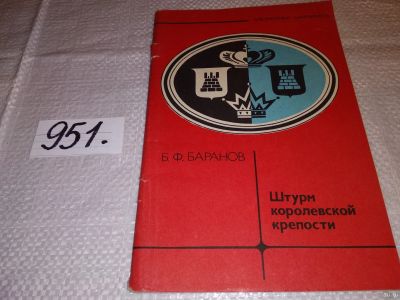 951.
Б. Ф. БАРАНОВ
Штурм
королевской
крепости